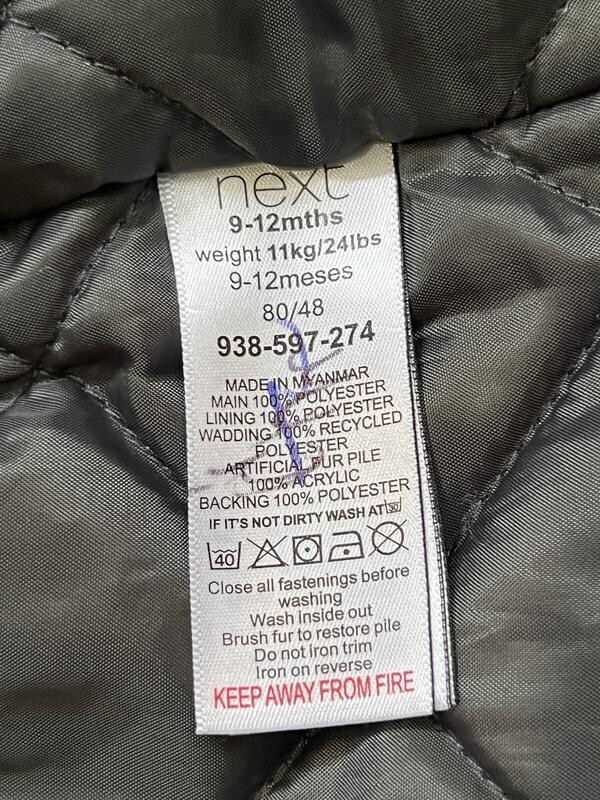 next
9-12mths
weight 11kg/24lbs
9-12meses
80/48
938-597-274
MADE IN MYANMAR
MAIN 100% POLYESTER
LINING 100% POLYESTER
WADDING 100% RECYCLED
POLYESTER
ARTIFICIAL FUR PILE
100% ACRYLIC
BACKING 100% POLYESTER
IF IT'S NOT DIRTY WASH AT 30
40
Close all fastenings before
washing
Wash inside out
Brush fur to restore pile
Do not iron trim
Iron on reverse
KEEP AWAY FROM FIRE